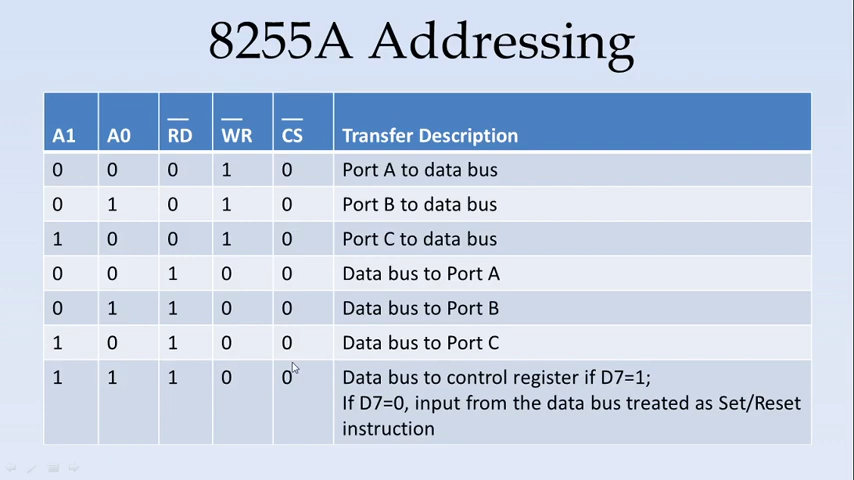 8255A Addressing
A1 A0 RD WR CS Transfer Description
0 0 0 1 0 Port A to data bus
0 1 0 1 0 Port B to data bus
1 0 0 1 0 Port C to data bus
0 0 1 0 0 Data bus to Port A
0 1 1 0 0 Data bus to Port B
1 0 1 0 0 Data bus to Port C
1 1 1 0 0 Data bus to control register if D7=1;
If D7=0, input from the data bus treated as Set/Reset
instruction